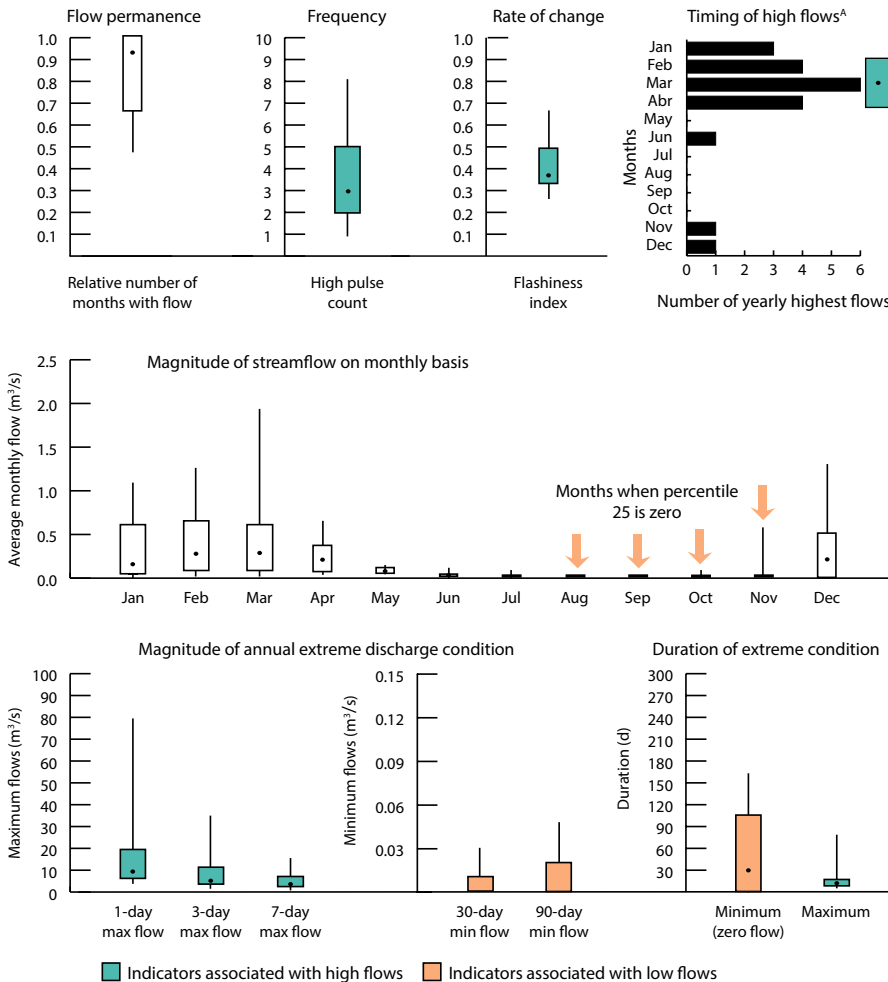 Flow permanence
1.0
0.9
0.8
0.7
0.6
0.5
0.4
0.3
0.2
0.1
Relative number of
months with flow
Frequency
10
9
8
7
6
5
4
3
2
1
High pulse
count
Rate of change
1.0
0.9
0.8
0.7
0.6
0.5
0.4
0.3
0.2
0.1
Flashiness
index
Timing of high flowsᴬ
Months
Jan
Feb
Mar
Abr
May
Jun
Jul
Aug
Sep
Oct
Nov
Dec
0 1 2 3 4 5 6
Number of yearly highest flows
Magnitude of streamflow on monthly basis
Average monthly flow (m³/s)
2.5
2.0
1.5
1.0
0.5
0.0
Months when percentile
25 is zero
Jan Feb Mar Apr May Jun Jul Aug Sep Oct Nov Dec
Magnitude of annual extreme discharge condition
Maximum flows (m³/s)
100
90
80
70
60
50
40
30
20
10
0
1-day
max flow
3-day
max flow
7-day
max flow
Minimum flows (m³/s)
0.15
0.12
0.09
0.06
0.03
30-day
min flow
90-day
min flow
Duration of extreme condition
Duration (d)
300
270
240
210
180
150
120
90
60
30
Minimum
(zero flow)
Maximum
Indicators associated with high flows
Indicators associated with low flows